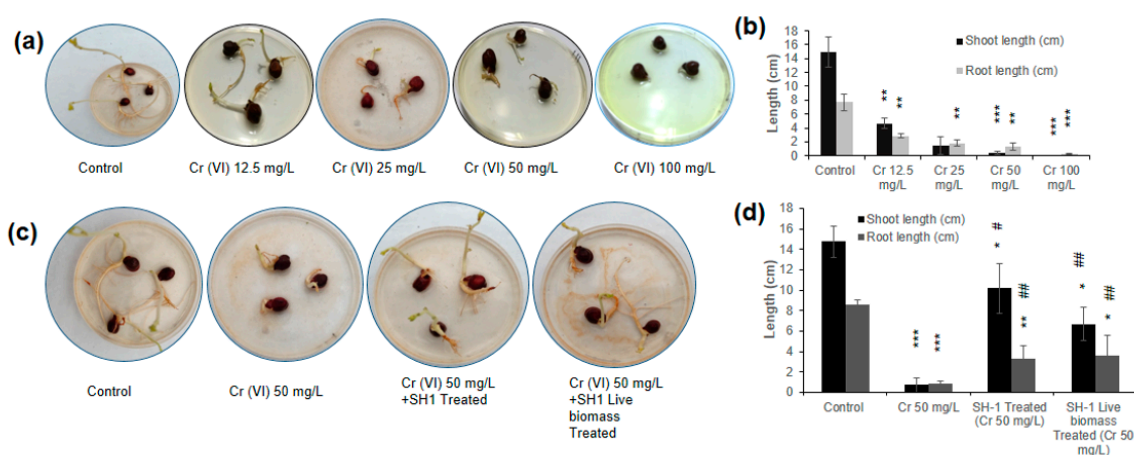 (a)
Control
Cr (VI) 12.5 mg/L
Cr (VI) 25 mg/L
Cr (VI) 50 mg/L
Cr (VI) 100 mg/L
(b)
Length (cm)
18
16
14
12
10
8
6
4
2
0
Shoot length (cm)
Root length (cm)
**
**
**
***
**
***
***
Control
Cr 12.5
mg/L
Cr 25
mg/L
Cr 50
mg/L
Cr 100
mg/L
(c)
Control
Cr (VI) 50 mg/L
Cr (VI) 50 mg/L
+SH1 Treated
Cr (VI) 50 mg/L
+SH1 Live
biomass
Treated
(d)
Length (cm)
18
16
14
12
10
8
6
4
2
0
Shoot length (cm)
Root length (cm)
***
***
#
*
##
**
##
*
##
*
Control
Cr 50 mg/L
SH-1 Treated
(Cr 50 mg/L)
SH-1 Live
biomass
Treated (Cr 50
mg/L)